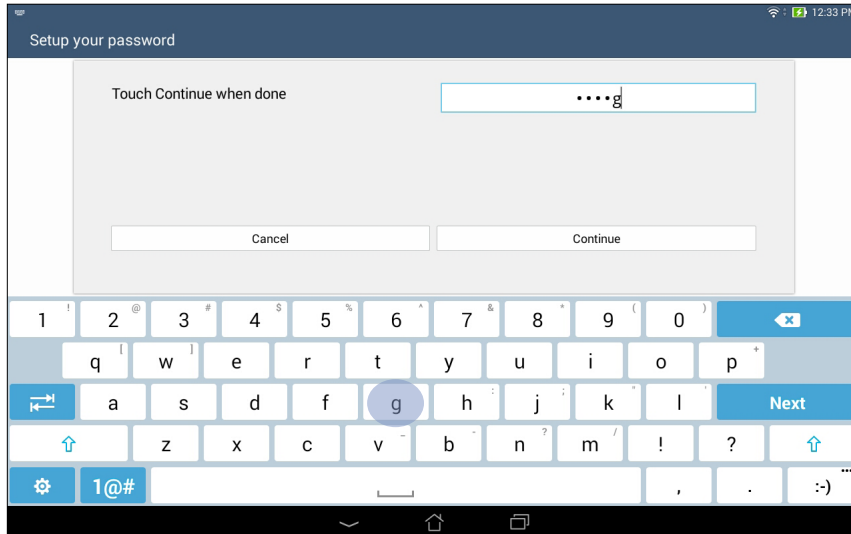 12:33 PM
Setup your password
Touch Continue when done
••••g
Cancel
Continue
1 ! 2 @ 3 # 4 $ 5 % 6 ^ 7 & 8 * 9 ( 0 )
q [ w ] e r t y u i o p +
a s d f g h : j ; k " l ' Next
z x c v _ b - n ? m / ! ?
1@# , . :-)